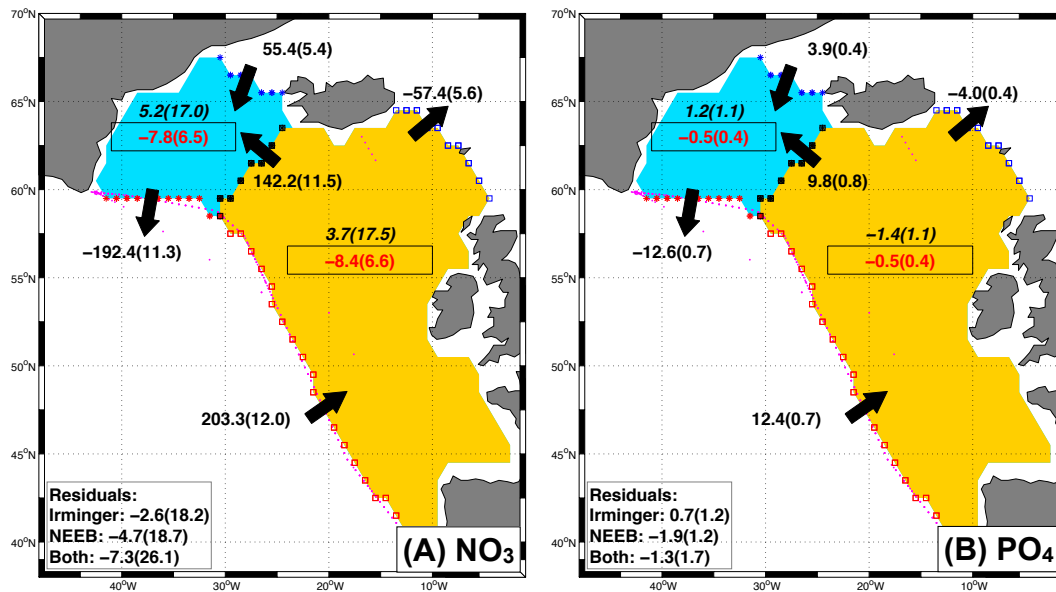 70°N
65°N
60°N
55°N
50°N
45°N
40°N
40°W
30°W
20°W
10°W
55.4(5.4)
−57.4(5.6)
5.2(17.0)
−7.8(6.5)
142.2(11.5)
−192.4(11.3)
3.7(17.5)
−8.4(6.6)
203.3(12.0)
Residuals:
Irminger: −2.6(18.2)
NEEB: −4.7(18.7)
Both: −7.3(26.1)
(A) NO3
70°N
65°N
60°N
55°N
50°N
45°N
40°N
40°W
30°W
20°W
10°W
3.9(0.4)
−4.0(0.4)
1.2(1.1)
−0.5(0.4)
9.8(0.8)
−12.6(0.7)
−1.4(1.1)
−0.5(0.4)
12.4(0.7)
Residuals:
Irminger: 0.7(1.2)
NEEB: −1.9(1.2)
Both: −1.3(1.7)
(B) PO4